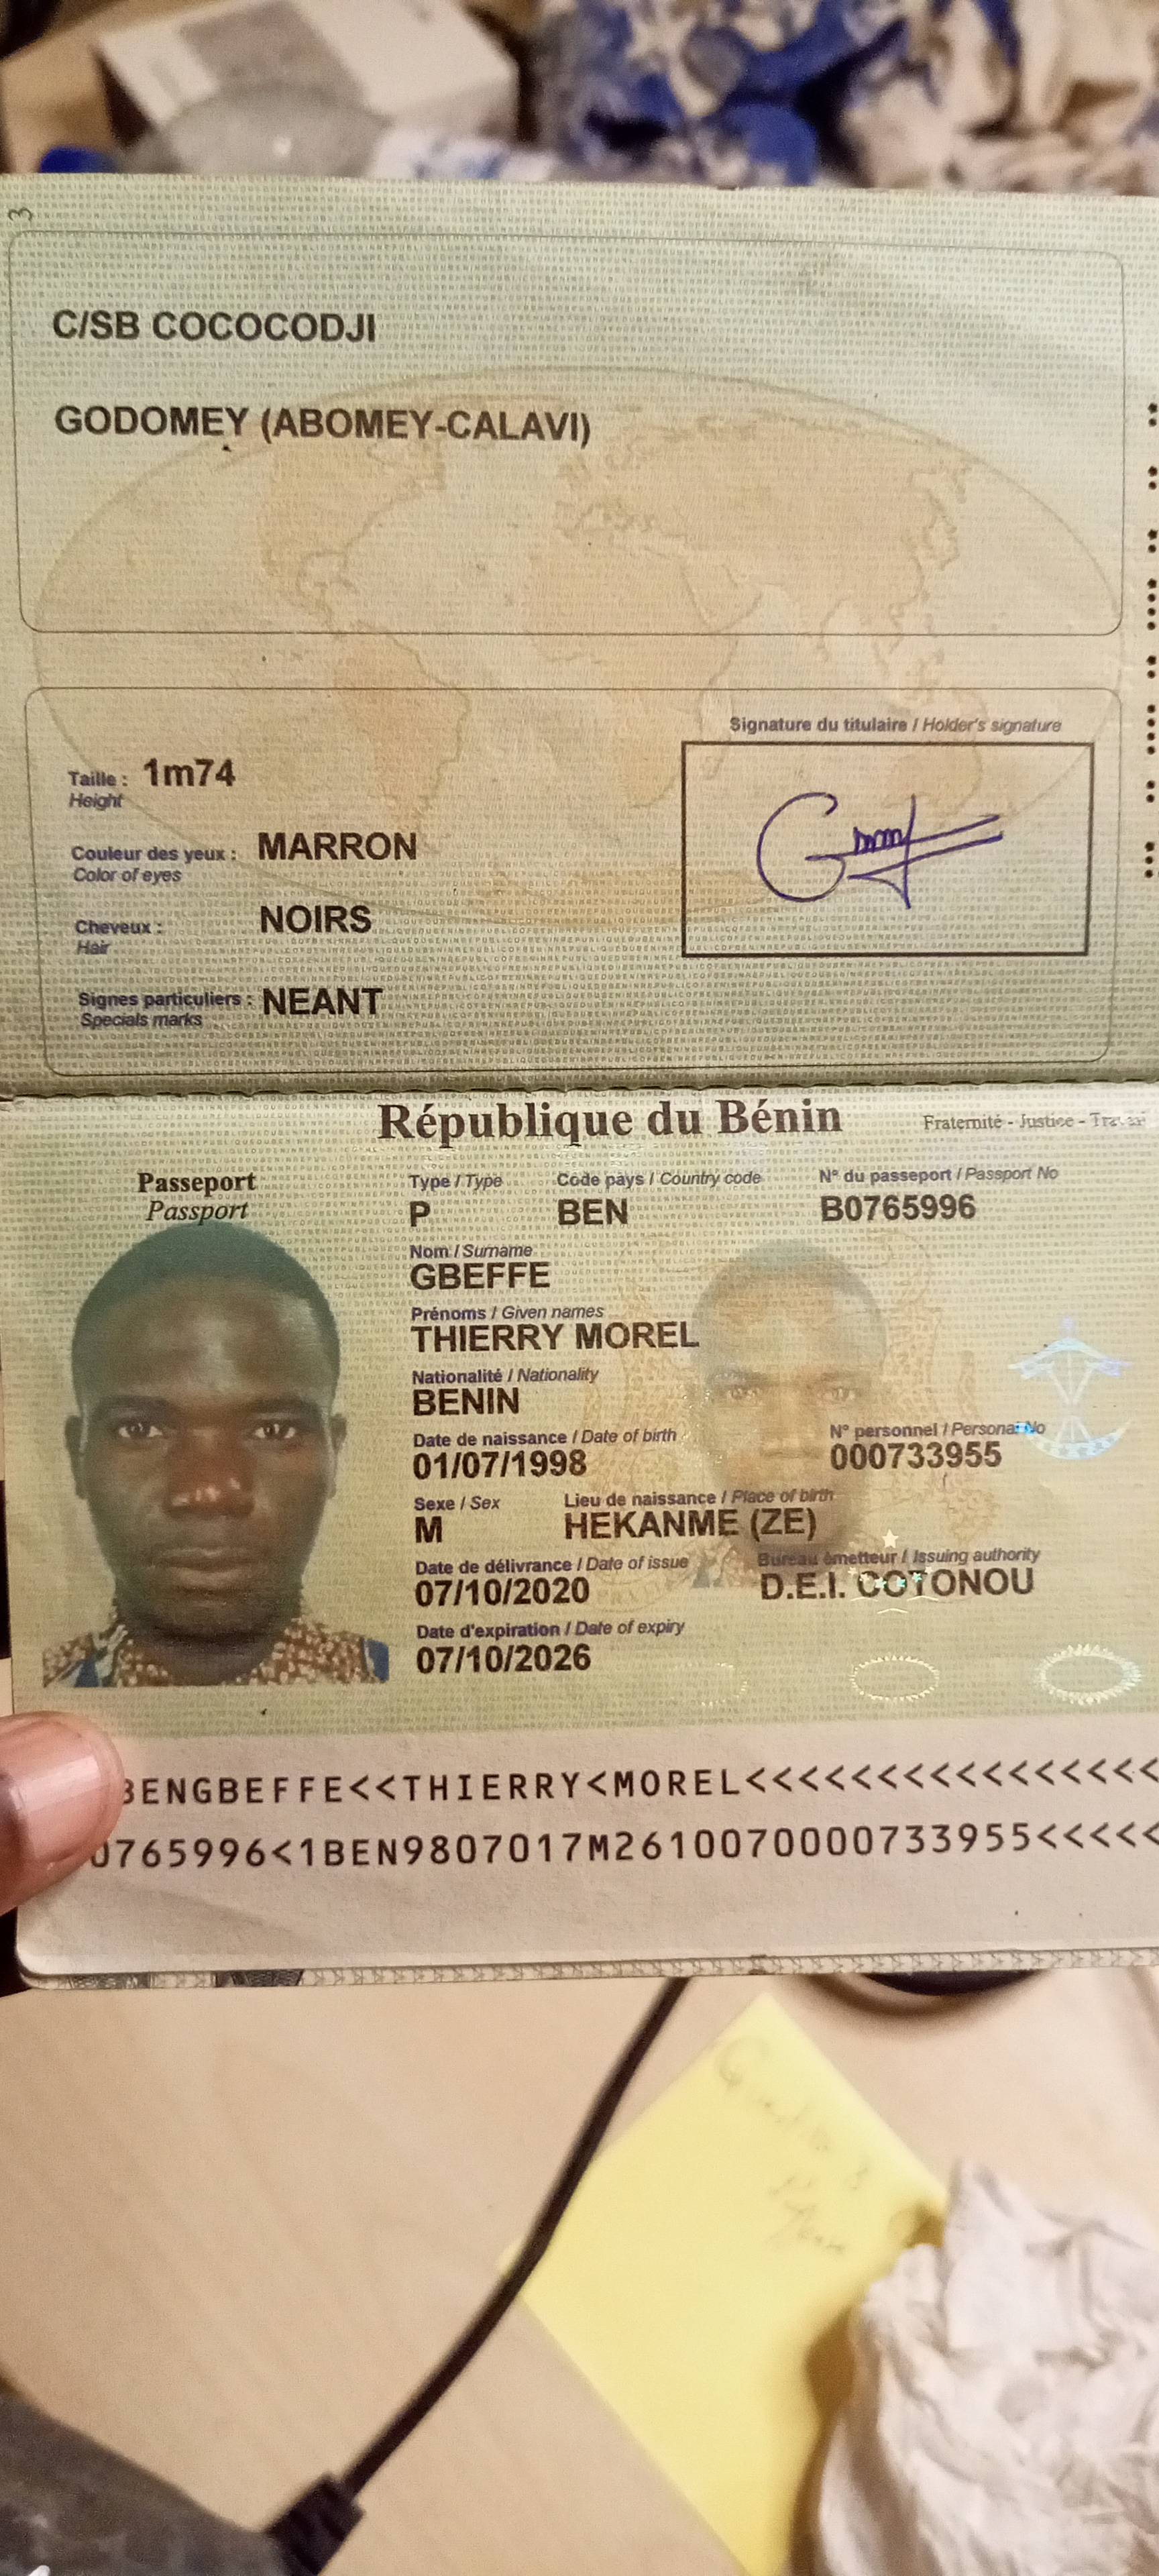 3
C/SB COCOCODJI
GODOMEY (ABOMEY-CALAVI)
Signature du titulaire / Holder's signature
Taille : 1m74
Height
Couleur des yeux : MARRON
Color of eyes
Cheveux : NOIRS
Hair
Signes particuliers : NEANT
Specials marks
République du Bénin Fraternité - Justice - Travail
Passeport
Passport
Type / Type Code pays / Country code N° du passeport / Passport No
P BEN B0765996
Nom / Surname
GBEFFE
Prénoms / Given names
THIERRY MOREL
Nationalité / Nationality
BENIN
Date de naissance / Date of birth N° personnel / Personal No
01/07/1998 000733955
Sexe / Sex Lieu de naissance / Place of birth
M HEKANME (ZE)
Date de délivrance / Date of issue Bureau émetteur / Issuing authority
07/10/2020 D.E.I. COTONOU
Date d'expiration / Date of expiry
07/10/2026
BENGBEFFE<<THIERRY<MOREL<<<<<<<<<<<<<<<<
0765996<1BEN9807017M2610070000733955<<<<<